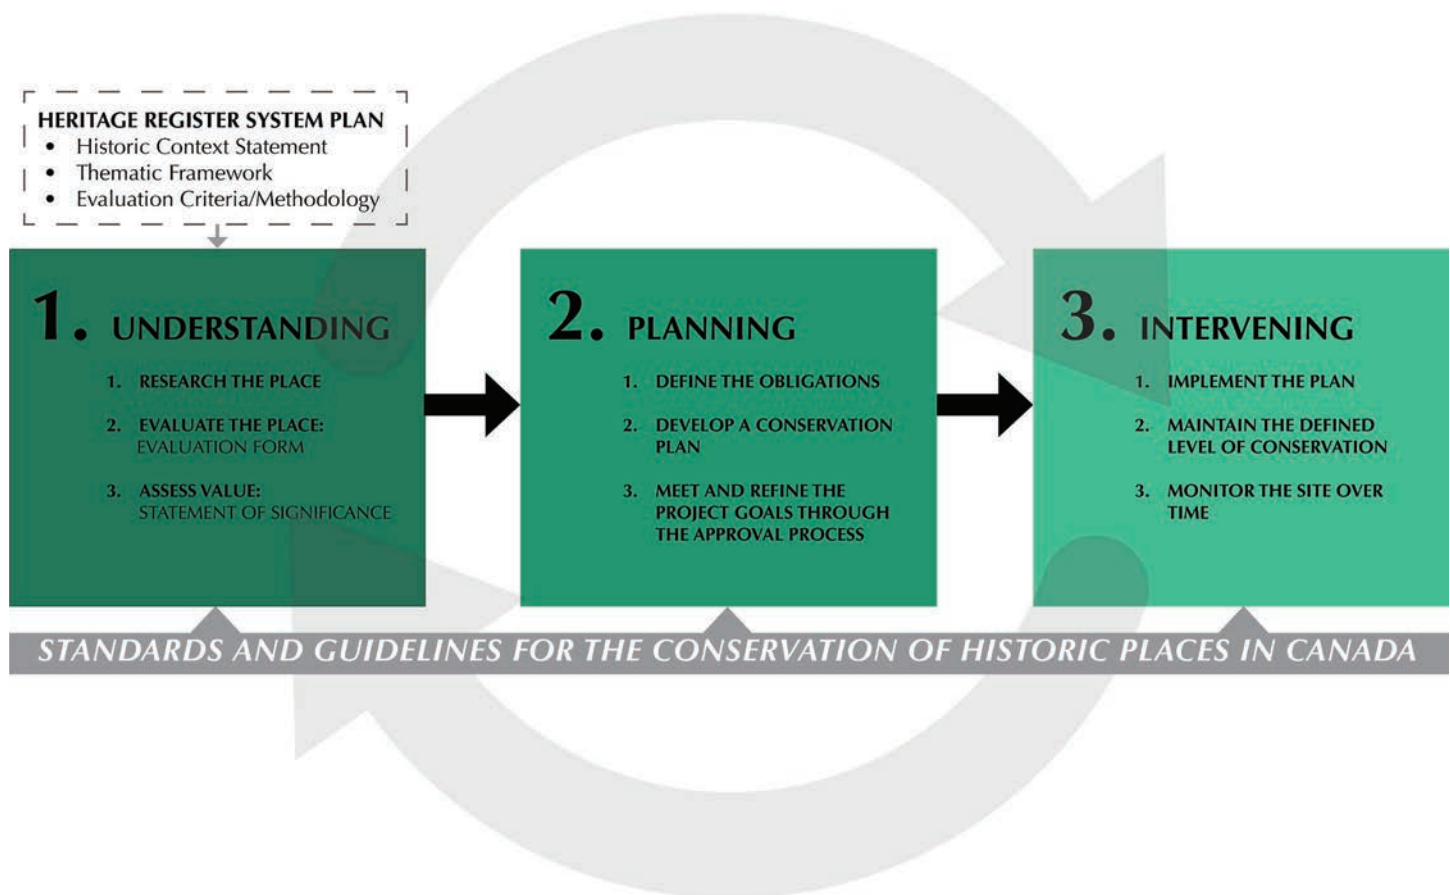 HERITAGE REGISTER SYSTEM PLAN
• Historic Context Statement
• Thematic Framework
• Evaluation Criteria/Methodology
1. UNDERSTANDING
1. RESEARCH THE PLACE
2. EVALUATE THE PLACE:
EVALUATION FORM
3. ASSESS VALUE:
STATEMENT OF SIGNIFICANCE
2. PLANNING
1. DEFINE THE OBLIGATIONS
2. DEVELOP A CONSERVATION
PLAN
3. MEET AND REFINE THE
PROJECT GOALS THROUGH
THE APPROVAL PROCESS
3. INTERVENING
1. IMPLEMENT THE PLAN
2. MAINTAIN THE DEFINED
LEVEL OF CONSERVATION
3. MONITOR THE SITE OVER
TIME
STANDARDS AND GUIDELINES FOR THE CONSERVATION OF HISTORIC PLACES IN CANADA